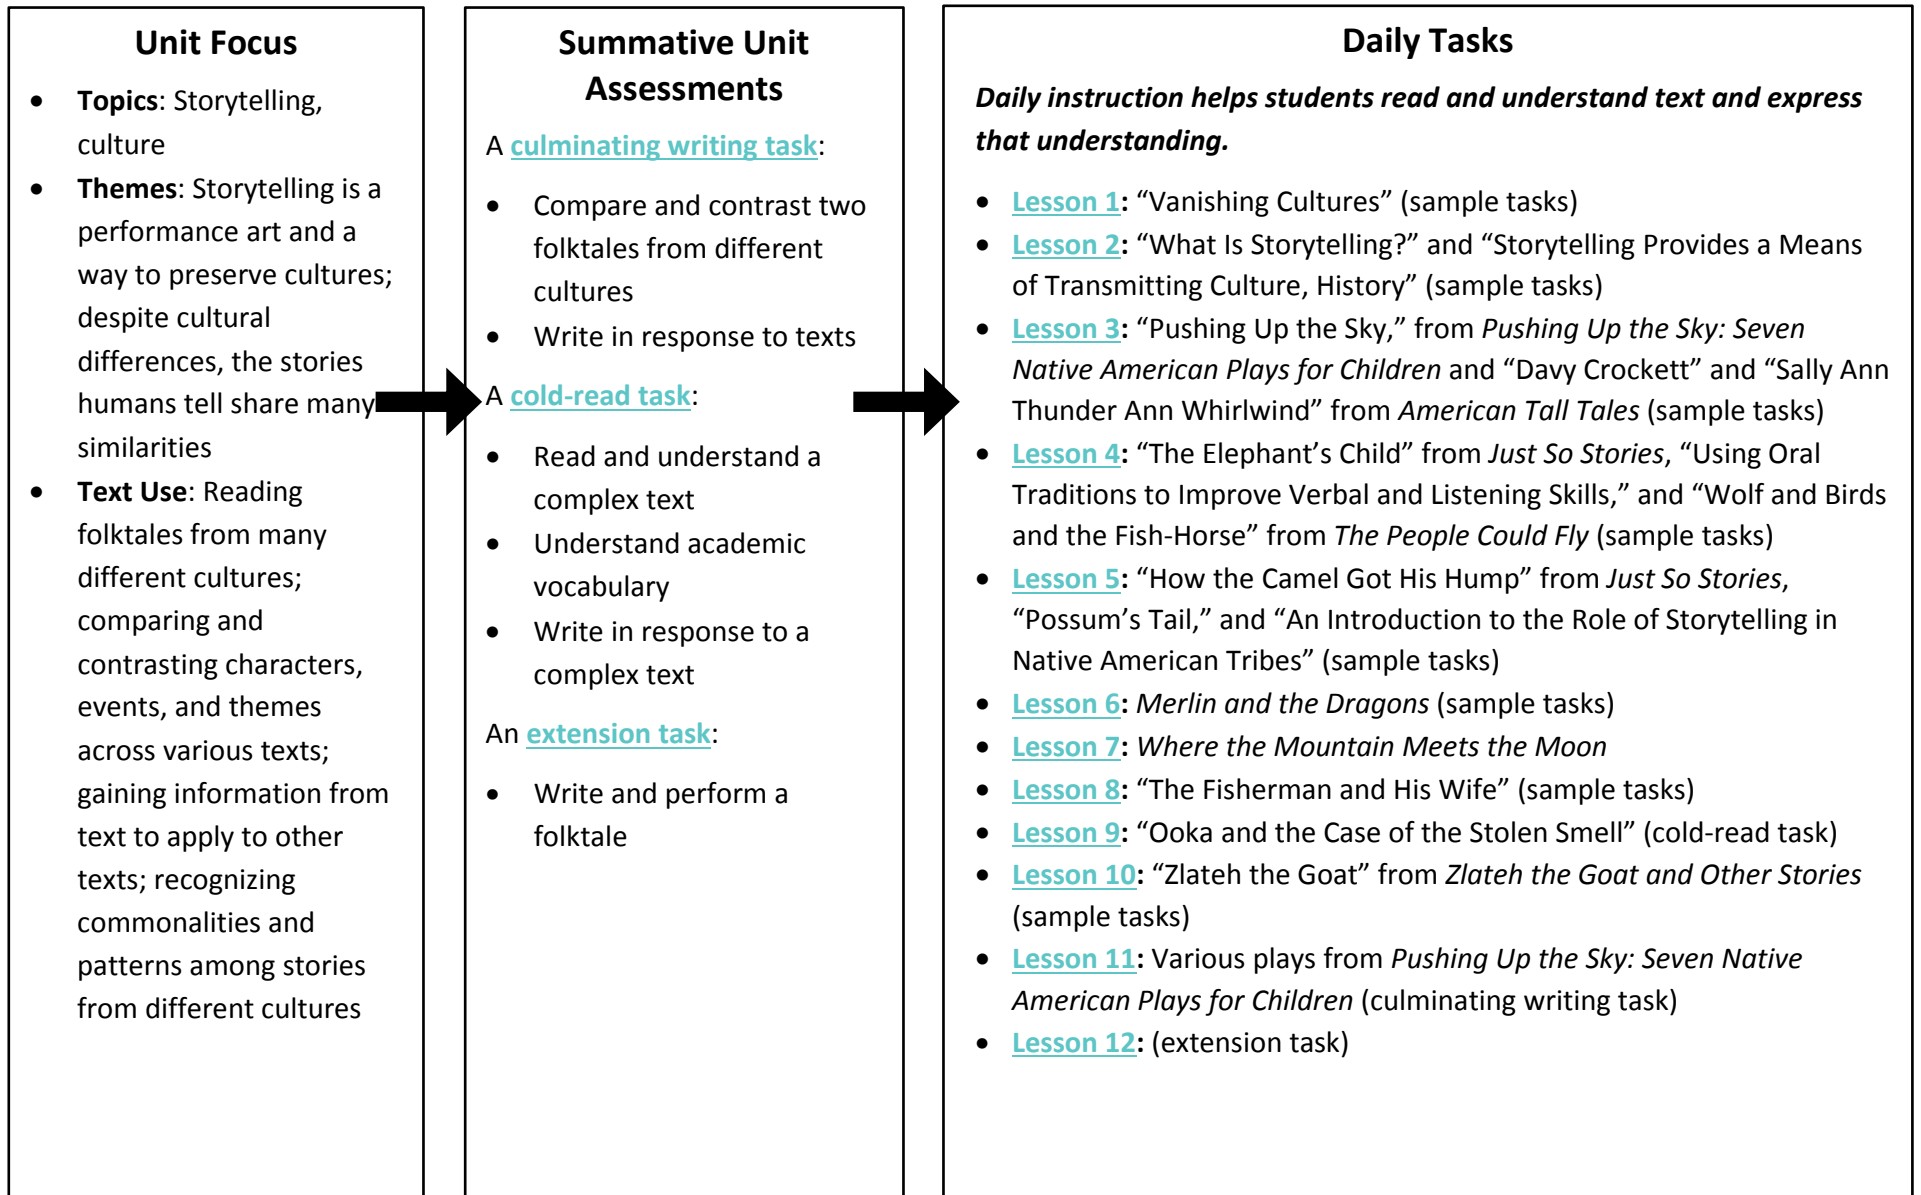 Unit Focus
• Topics: Storytelling,
culture
• Themes: Storytelling is a
performance art and a
way to preserve cultures;
despite cultural
differences, the stories
humans tell share many
similarities
• Text Use: Reading
folktales from many
different cultures;
comparing and
contrasting characters,
events, and themes
across various texts;
gaining information from
text to apply to other
texts; recognizing
commonalities and
patterns among stories
from different cultures
Summative Unit
Assessments
A culminating writing task:
• Compare and contrast two
folktales from different
cultures
• Write in response to texts
A cold-read task:
• Read and understand a
complex text
• Understand academic
vocabulary
• Write in response to a
complex text
An extension task:
• Write and perform a
folktale
Daily Tasks
Daily instruction helps students read and understand text and express
that understanding.
• Lesson 1: “Vanishing Cultures” (sample tasks)
• Lesson 2: “What Is Storytelling?” and “Storytelling Provides a Means
of Transmitting Culture, History” (sample tasks)
• Lesson 3: “Pushing Up the Sky,” from Pushing Up the Sky: Seven
Native American Plays for Children and “Davy Crockett” and “Sally Ann
Thunder Ann Whirlwind” from American Tall Tales (sample tasks)
• Lesson 4: “The Elephant’s Child” from Just So Stories, “Using Oral
Traditions to Improve Verbal and Listening Skills,” and “Wolf and Birds
and the Fish-Horse” from The People Could Fly (sample tasks)
• Lesson 5: “How the Camel Got His Hump” from Just So Stories,
“Possum’s Tail,” and “An Introduction to the Role of Storytelling in
Native American Tribes” (sample tasks)
• Lesson 6: Merlin and the Dragons (sample tasks)
• Lesson 7: Where the Mountain Meets the Moon
• Lesson 8: “The Fisherman and His Wife” (sample tasks)
• Lesson 9: “Ooka and the Case of the Stolen Smell” (cold-read task)
• Lesson 10: “Zlateh the Goat” from Zlateh the Goat and Other Stories
(sample tasks)
• Lesson 11: Various plays from Pushing Up the Sky: Seven Native
American Plays for Children (culminating writing task)
• Lesson 12: (extension task)